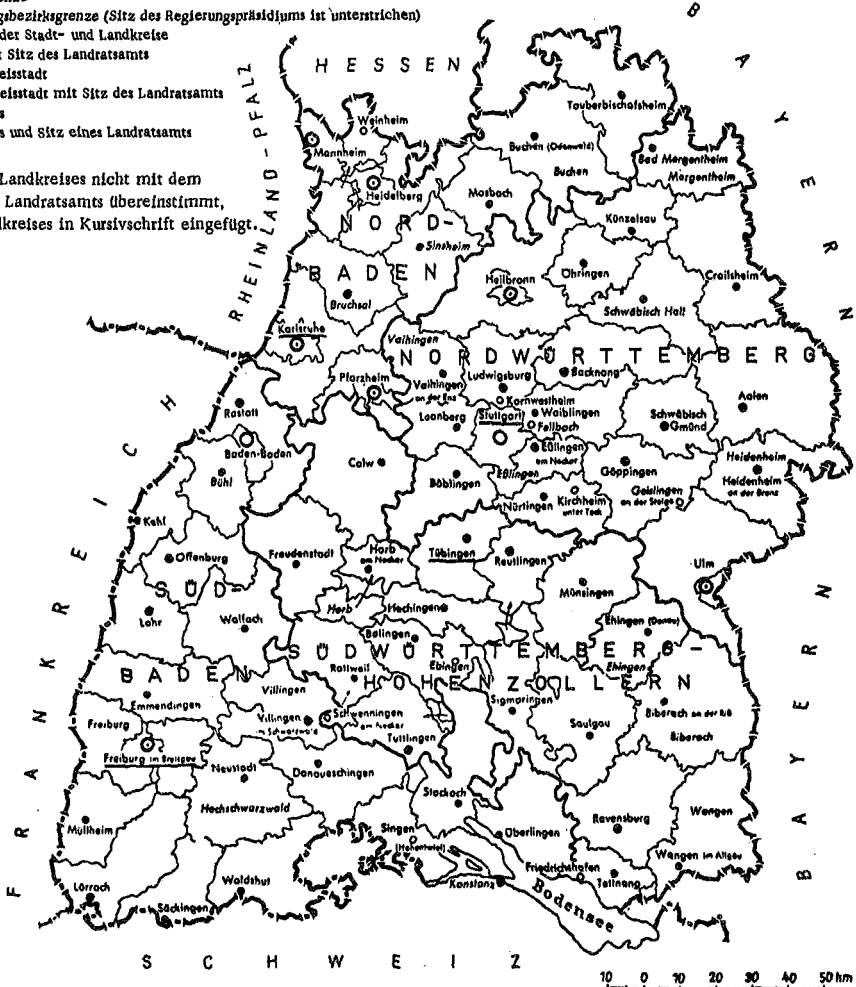 gsbezirksgrenze (Sitz des Regierungspräsidiums ist unterstrichen)
der Stadt- und Landkreise
Sitz des Landratsamts
eisstadt
eisstadt mit Sitz des Landratsamts
s
s und Sitz eines Landratsamts
Landkreises nicht mit dem
Landratsamts übereinstimmt,
dkreises in Kursivschrift eingefügt.
HESSEN
BAYERN
RHEINLAND-PFALZ
Tauberbischofsheim
Weinheim
Mannheim
Buchen (Odenwald)
Buchen
Bad Mergentheim
Mergentheim
Heidelberg
Mosbach
NORD-
BADEN
Künzelsau
Sinsheim
Öhringen
Heilbronn
Crailsheim
Bruchsal
Schwäbisch Hall
Karlsruhe
Vaihingen
NORDWÜRTTEMBERG
Pforzheim
Vaihingen
an der Enz
Ludwigsburg
Backnang
Kornwestheim
Rastatt
Leonberg
Stuttgart
Waiblingen
Fellbach
Schwäbisch
Gmünd
Aalen
Baden-Baden
Eßlingen
am Neckar
Eßlingen
Bühl
Calw
Böblingen
Göppingen
Heidenheim
Heidenheim
an der Brenz
Nürtingen
Kirchheim
unter Teck
Geislingen
an der Steige
Kehl
Offenburg
Freudenstadt
Horb
am Neckar
Tübingen
Reutlingen
Ulm
FRANKREICH
SÜD-
BADEN
Münsingen
Lahr
Wolfach
Horb
Hechingen
Ehingen (Donau)
Ehingen
Balingen
Ebingen
SÜDWÜRTTEMBERG-
HOHENZOLLERN
Rottweil
Villingen
Emmendingen
Sigmaringen
Biberach an der Riß
Biberach
Freiburg
Villingen
im Schwarzwald
Schwenningen
am Neckar
Saulgau
Tuttlingen
Freiburg im Breisgau
Neustadt
Donaueschingen
Hochschwarzwald
Stockach
Müllheim
Ravensburg
Wangen
Singen
(Hohentwiel)
Überlingen
Wangen im Allgäu
Friedrichshafen
Tettnang
Lörrach
Waldshut
Konstanz
Bodensee
Säckingen
BAYERN
SCHWEIZ
10 0 10 20 30 40 50 km